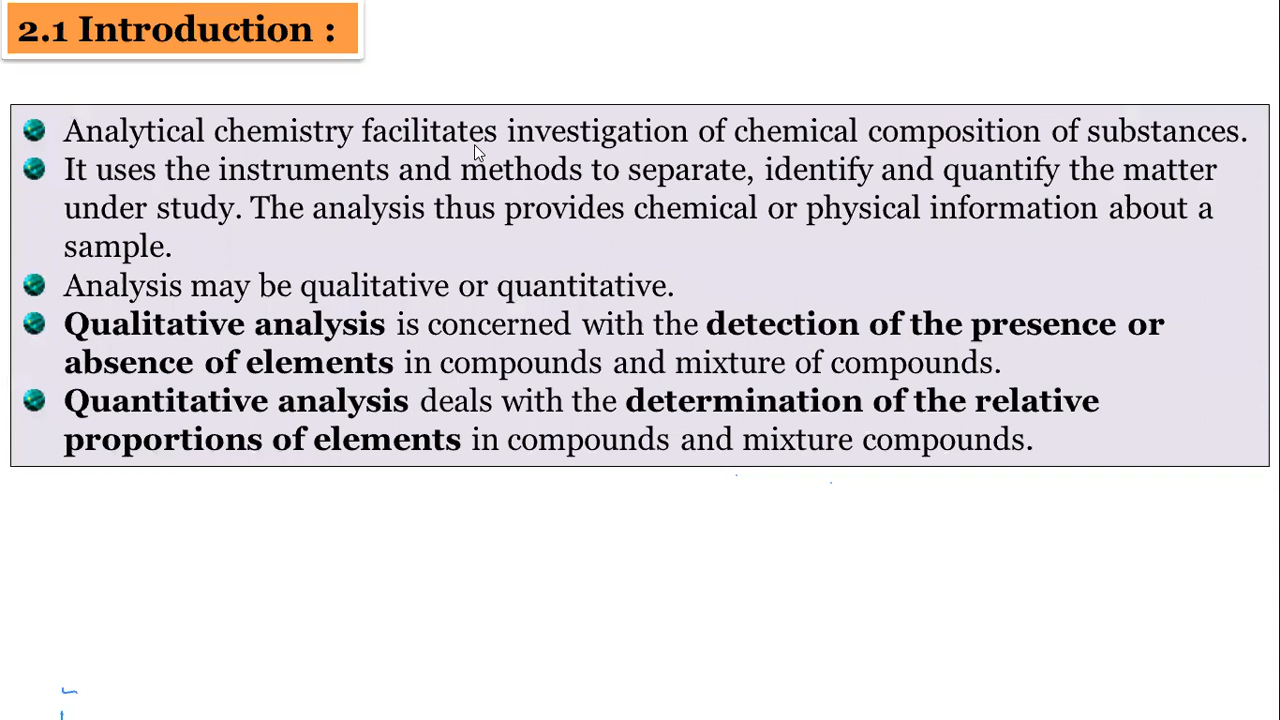 2.1 Introduction :
Analytical chemistry facilitates investigation of chemical composition of substances.
It uses the instruments and methods to separate, identify and quantify the matter
under study. The analysis thus provides chemical or physical information about a
sample.
Analysis may be qualitative or quantitative.
Qualitative analysis is concerned with the detection of the presence or
absence of elements in compounds and mixture of compounds.
Quantitative analysis deals with the determination of the relative
proportions of elements in compounds and mixture compounds.